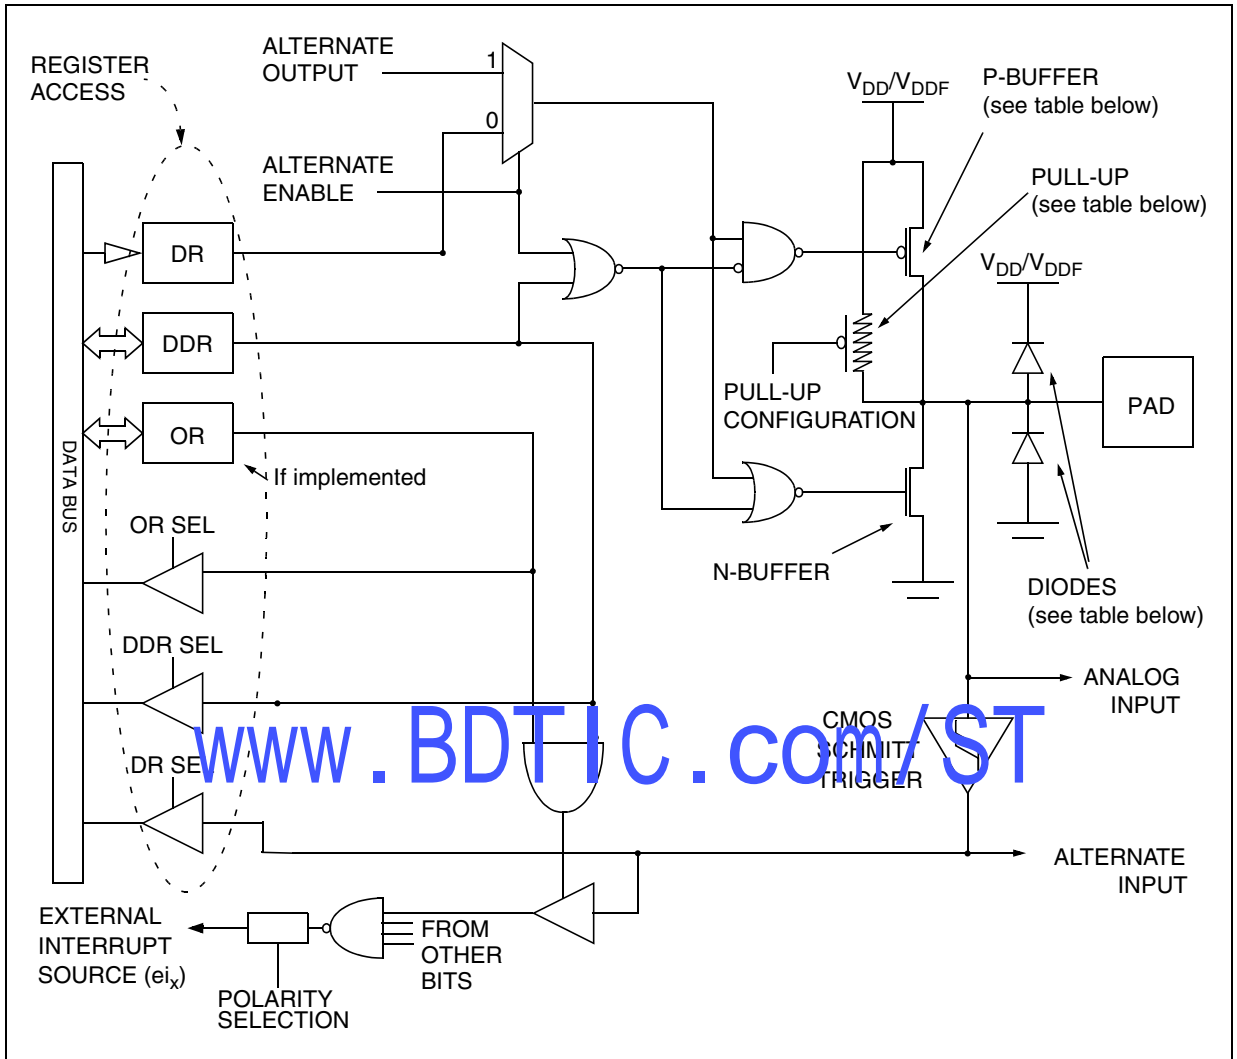 REGISTER
ACCESS
ALTERNATE
OUTPUT
1
0
ALTERNATE
ENABLE
VDD/VDDF
P-BUFFER
(see table below)
PULL-UP
(see table below)
VDD/VDDF
DR
DDR
OR
If implemented
DATA BUS
PULL-UP
CONFIGURATION
PAD
N-BUFFER
DIODES
(see table below)
OR SEL
DDR SEL
DR SEL
ANALOG
INPUT
CMOS
SCHMITT
TRIGGER
www.BDTIC.com/ST
ALTERNATE
INPUT
EXTERNAL
INTERRUPT
SOURCE (eix)
POLARITY
SELECTION
FROM
OTHER
BITS